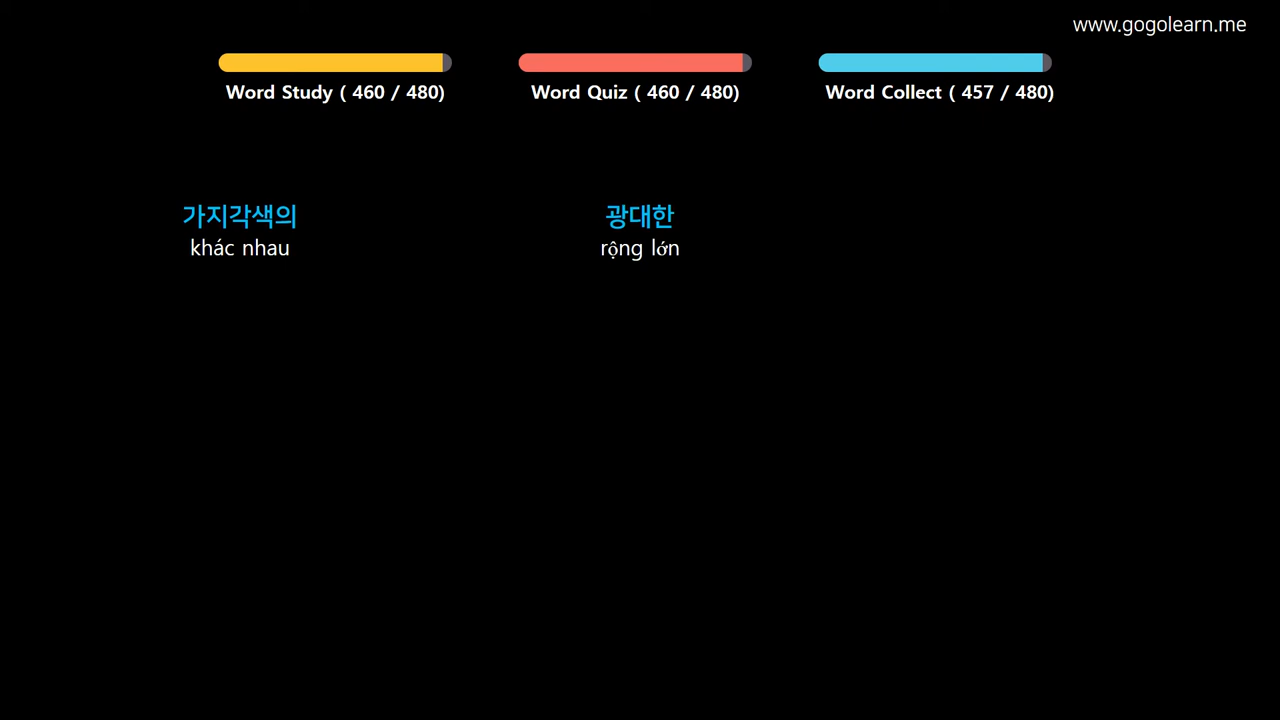 www.gogolearn.me
Word Study ( 460 / 480)
Word Quiz ( 460 / 480)
Word Collect ( 457 / 480)
가지각색의
khác nhau
광대한
rộng lớn